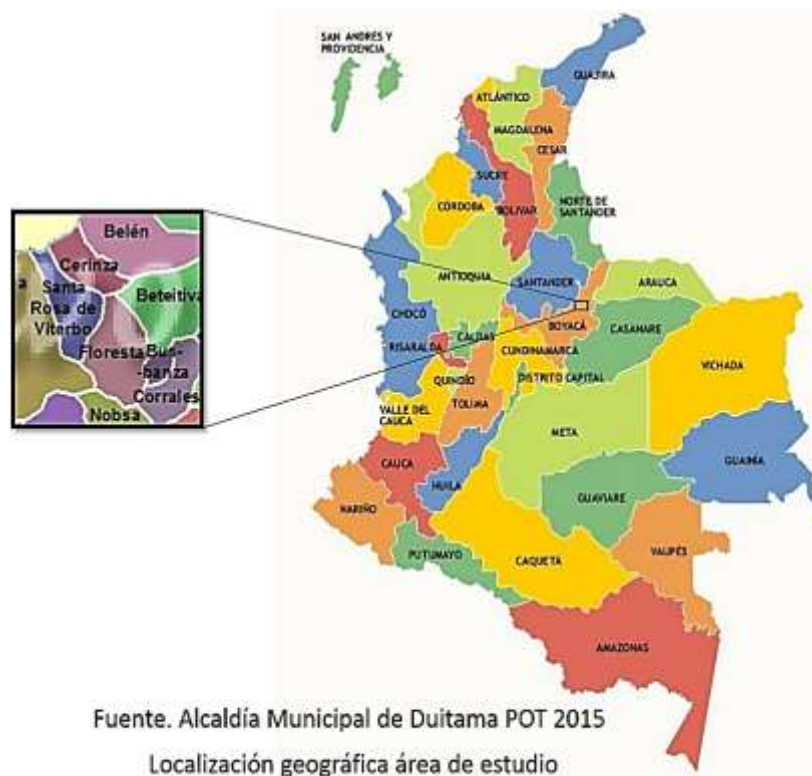 SAN ANDRÉS Y
PROVIDENCIA
GUAJIRA
ATLÁNTICO
MAGDALENA
CESAR
SUCRE
CÓRDOBA
BOLÍVAR
NORTE DE
SANTANDER
ANTIOQUIA
SANTANDER
ARAUCA
CHOCÓ
BOYACÁ
CASANARE
RISARALDA
CALDAS
CUNDINAMARCA
VICHADA
QUINDÍO
DISTRITO CAPITAL
VALLE DEL
CAUCA
TOLIMA
META
CAUCA
HUILA
GUAINÍA
GUAVIARE
NARIÑO
VAUPÉS
PUTUMAYO
CAQUETÁ
AMAZONAS
Belén
Cerinza
a
Santa
Rosa de
Viterbo
Beteitiva
Floresta
Bus-
-banza
Corrales
Nobsa
Fuente. Alcaldía Municipal de Duitama POT 2015
Localización geográfica área de estudio